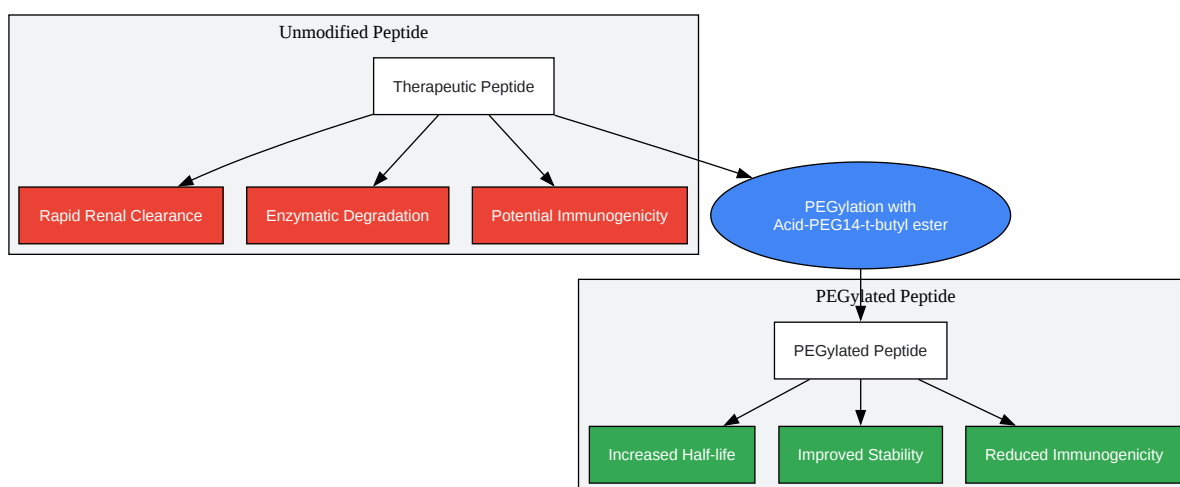 Unmodified Peptide
Therapeutic Peptide
Rapid Renal Clearance
Enzymatic Degradation
Potential Immunogenicity
PEGylation with
Acid-PEG14-t-butyl ester
PEGylated Peptide
PEGylated Peptide
Increased Half-life
Improved Stability
Reduced Immunogenicity